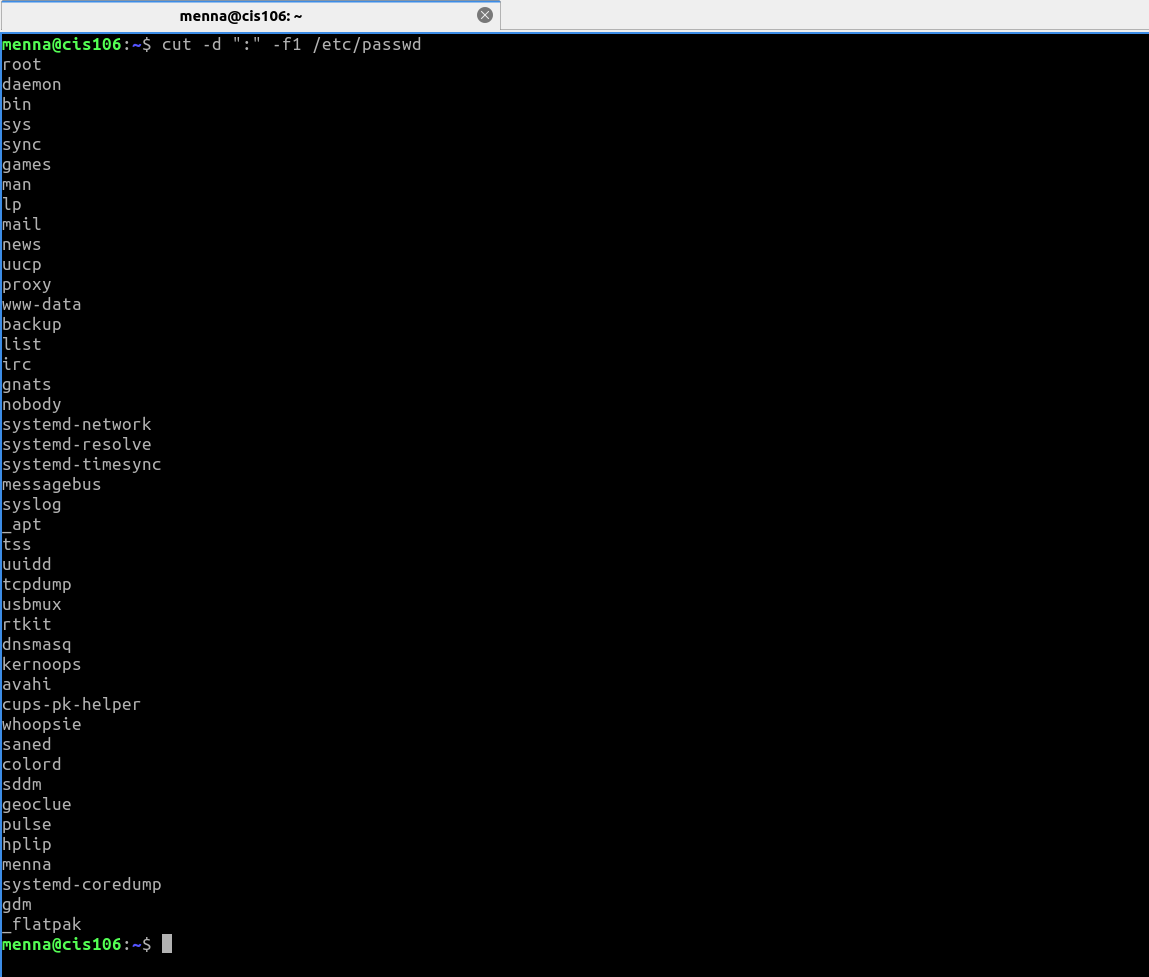 menna@cis106: ~
menna@cis106:~$ cut -d ":" -f1 /etc/passwd
root
daemon
bin
sys
sync
games
man
lp
mail
news
uucp
proxy
www-data
backup
list
irc
gnats
nobody
systemd-network
systemd-resolve
systemd-timesync
messagebus
syslog
_apt
tss
uuidd
tcpdump
usbmux
rtkit
dnsmasq
kernoops
avahi
cups-pk-helper
whoopsie
saned
colord
sddm
geoclue
pulse
hplip
menna
systemd-coredump
gdm
_flatpak
menna@cis106:~$